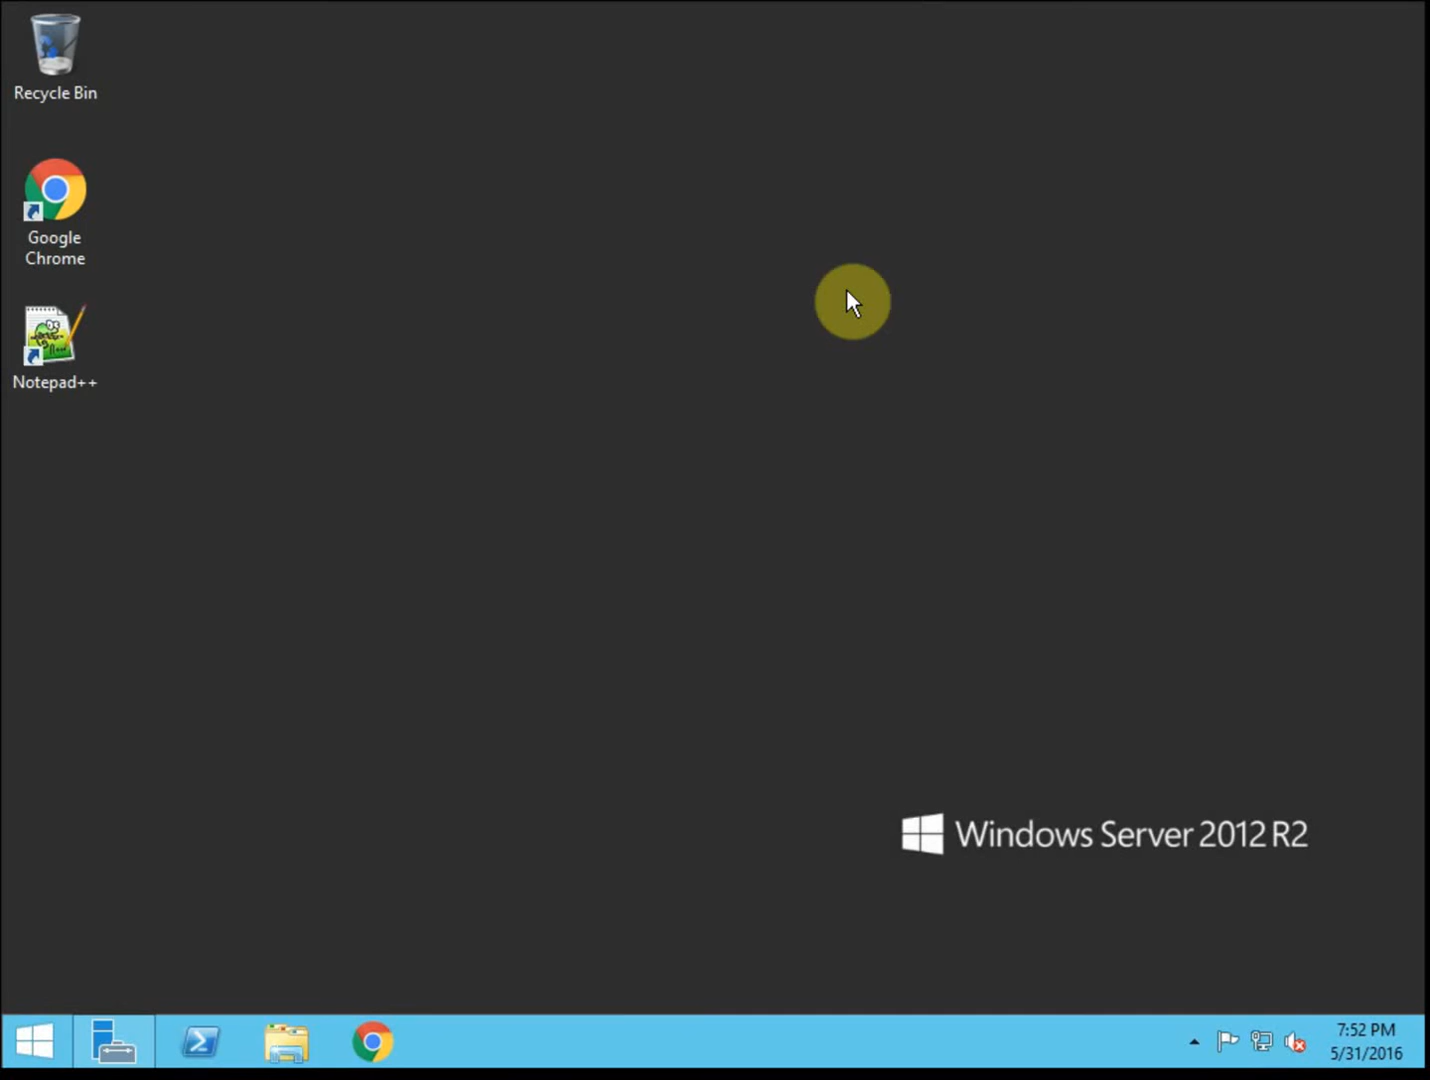 Recycle Bin
Google
Chrome
Notepad++
Windows Server 2012 R2
7:52 PM
5/31/2016